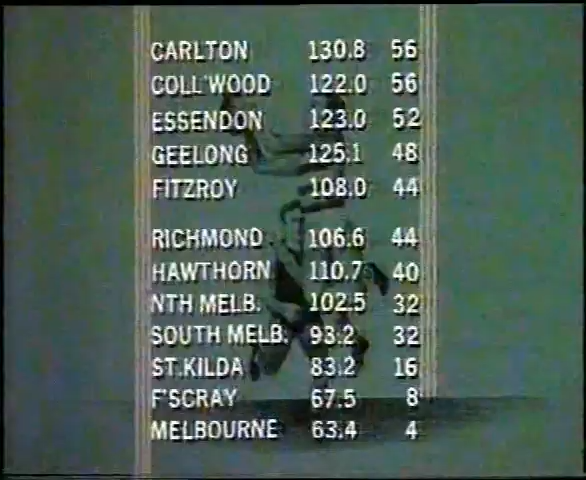 CARLTON 130.8 56
COLL'WOOD 122.0 56
ESSENDON 123.0 52
GEELONG 125.1 48
FITZROY 108.0 44
RICHMOND 106.6 44
HAWTHORN 110.7 40
NTH MELB. 102.5 32
SOUTH MELB. 93.2 32
ST.KILDA 83.2 16
F'SCRAY 67.5 8
MELBOURNE 63.4 4